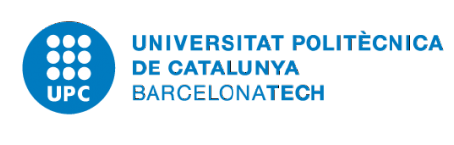 UPC
UNIVERSITAT POLITÈCNICA
DE CATALUNYA
BARCELONATECH